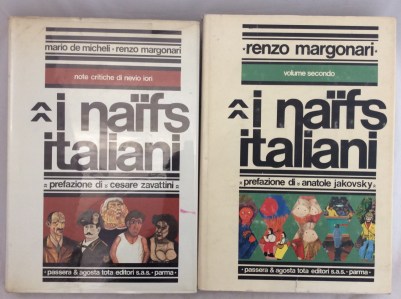 mario de micheli · renzo margonari
note critiche di nevio iori
i naïfs
italiani
prefazione di cesare zavattini
· passera & agosta tota editori s.a.s. · parma ·
· renzo margonari ·
volume secondo
i naïfs
italiani
prefazione di anatole jakovsky
· passera & agosta tota editori s.a.s. · parma ·